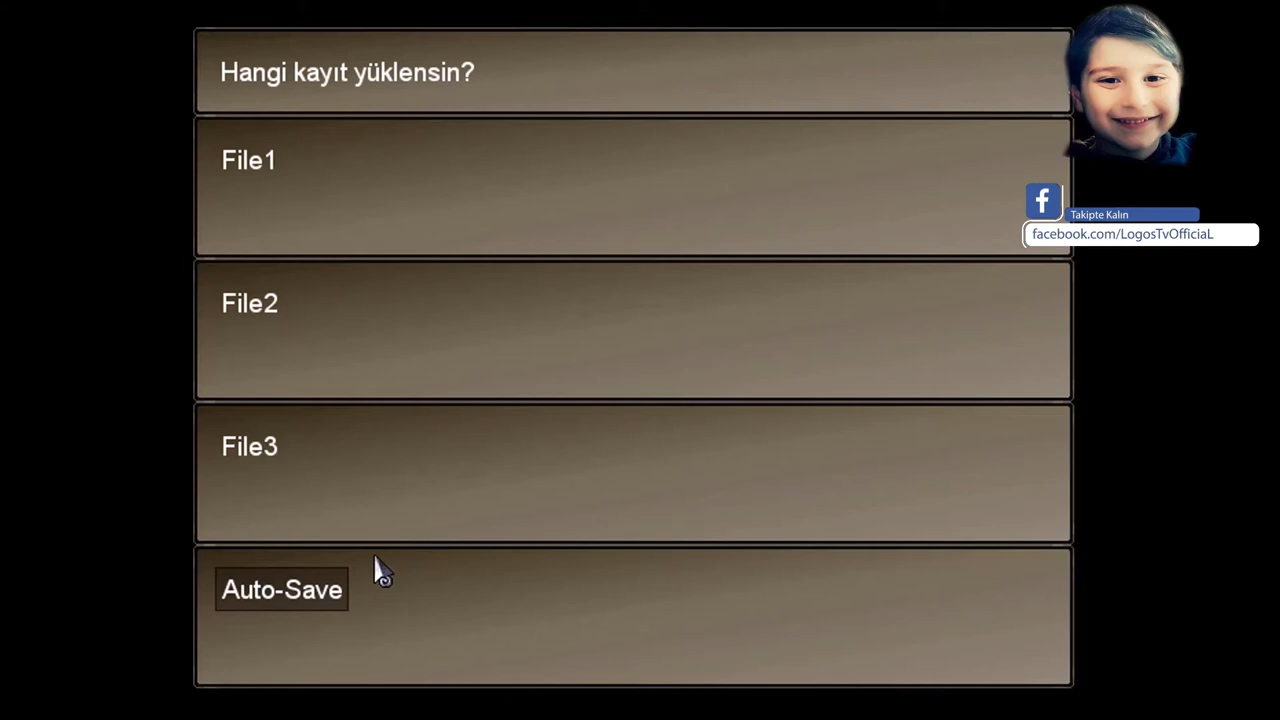 Hangi kayıt yüklensin?
File1
Takipte Kalın
facebook.com/LogosTvOfficiaL
File2
File3
Auto-Save